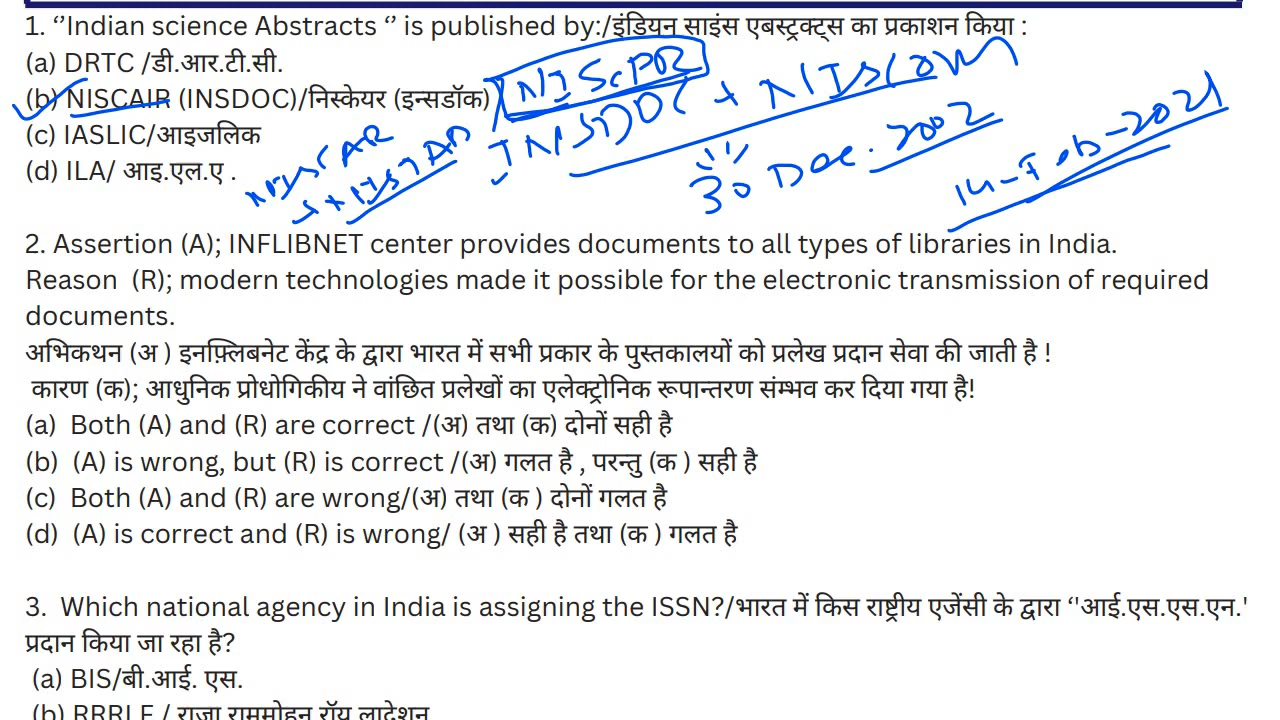 1. ‘’Indian science Abstracts ‘’ is published by:/इंडियन साइंस एबस्ट्रक्ट्स का प्रकाशन किया :
(a) DRTC /डी.आर.टी.सी.
(b) NISCAIR (INSDOC)/निस्केयर (इन्सडॉक)
NISCPR
INSDOC + NISCOM
(c) IASLIC/आइजलिक
30 Dec. 2002
14-Feb-2021
(d) ILA/ आइ.एल.ए .
2. Assertion (A); INFLIBNET center provides documents to all types of libraries in India.
Reason (R); modern technologies made it possible for the electronic transmission of required
documents.
अभिकथन (अ ) इनफ़्लिबनेट केंद्र के द्वारा भारत में सभी प्रकार के पुस्तकालयों को प्रलेख प्रदान सेवा की जाती है !
कारण (क); आधुनिक प्रोधोगिकीय ने वांछित प्रलेखों का एलेक्ट्रोनिक रूपान्तरण संम्भव कर दिया गया है!
(a) Both (A) and (R) are correct /(अ) तथा (क) दोनों सही है
(b) (A) is wrong, but (R) is correct /(अ) गलत है , परन्तु (क ) सही है
(c) Both (A) and (R) are wrong/(अ) तथा (क ) दोनों गलत है
(d) (A) is correct and (R) is wrong/ (अ ) सही है तथा (क ) गलत है
3. Which national agency in India is assigning the ISSN?/भारत में किस राष्ट्रीय एजेंसी के द्वारा ‘'आई.एस.एस.एन.'
प्रदान किया जा रहा है?
(a) BIS/बी.आई. एस.
(b) RRRLF / राजा राममोहन रॉय लाद्रेशन